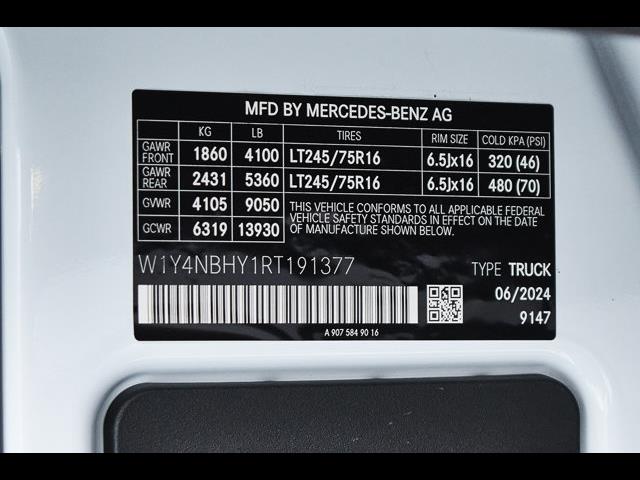 MFD BY MERCEDES-BENZ AG
KG LB TIRES RIM SIZE COLD KPA (PSI)
GAWR FRONT 1860 4100 LT245/75R16 6.5Jx16 320 (46)
GAWR REAR 2431 5360 LT245/75R16 6.5Jx16 480 (70)
GVWR 4105 9050 THIS VEHICLE CONFORMS TO ALL APPLICABLE FEDERAL
VEHICLE SAFETY STANDARDS IN EFFECT ON THE DATE
GCWR 6319 13930 OF MANUFACTURE SHOWN ABOVE.
W1Y4NBHY1RT191377 TYPE TRUCK
06/2024
9147
A 907 584 90 16